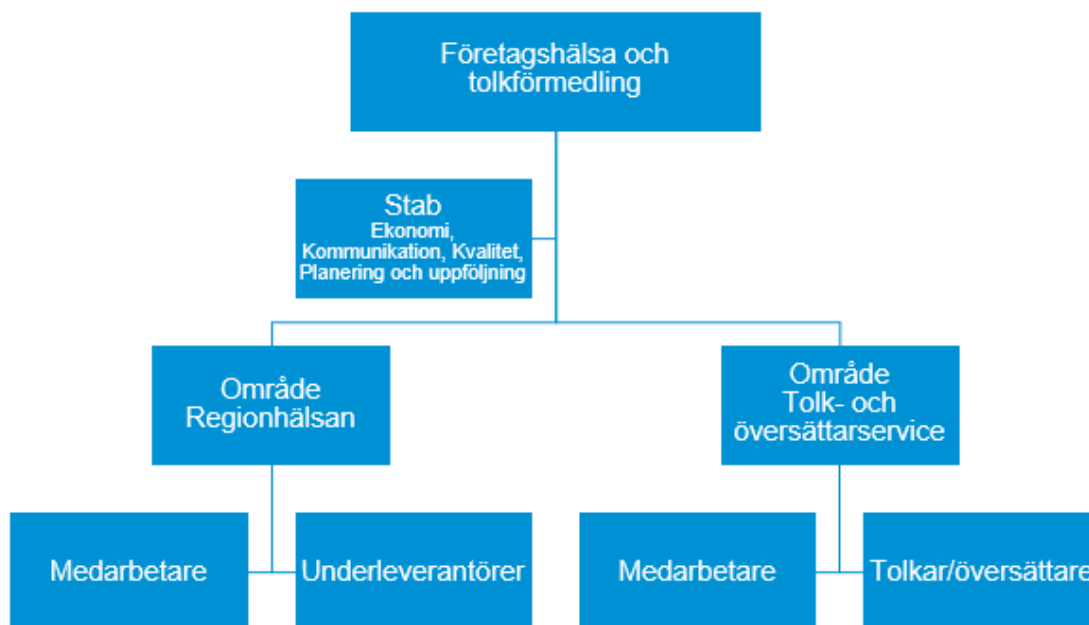 Företagshälsa och
tolkförmedling
Stab
Ekonomi,
Kommunikation, Kvalitet,
Planering och uppföljning
Område
Regionhälsan
Område
Tolk- och
översättarservice
Medarbetare
Underleverantörer
Medarbetare
Tolkar/översättare